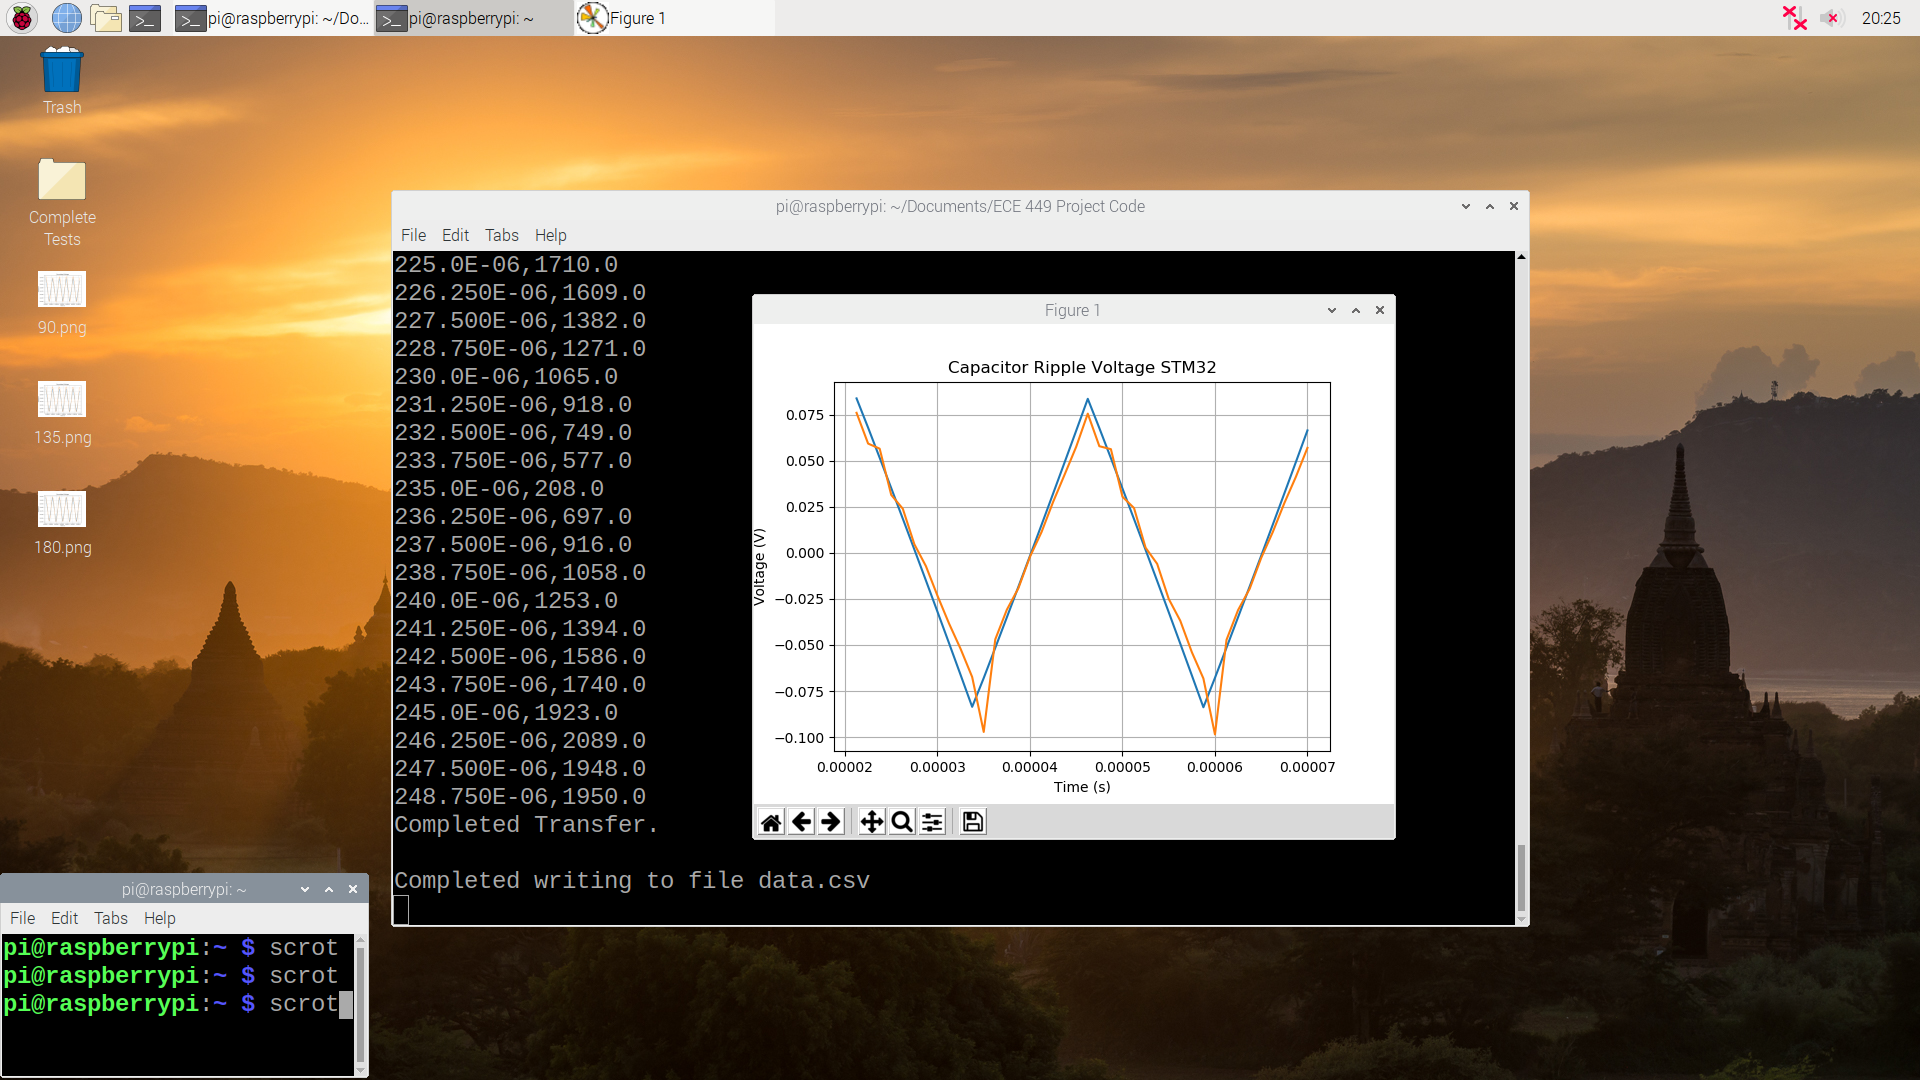 pi@raspberrypi: ~/Do...
pi@raspberrypi: ~
Figure 1
20:25
Trash
Complete
Tests
90.png
135.png
180.png
pi@raspberrypi: ~/Documents/ECE 449 Project Code
File Edit Tabs Help
225.0E-06,1710.0
226.250E-06,1609.0
227.500E-06,1382.0
228.750E-06,1271.0
230.0E-06,1065.0
231.250E-06,918.0
232.500E-06,749.0
233.750E-06,577.0
235.0E-06,208.0
236.250E-06,697.0
237.500E-06,916.0
238.750E-06,1058.0
240.0E-06,1253.0
241.250E-06,1394.0
242.500E-06,1586.0
243.750E-06,1740.0
245.0E-06,1923.0
246.250E-06,2089.0
247.500E-06,1948.0
248.750E-06,1950.0
Completed Transfer.
Completed writing to file data.csv
Figure 1
Capacitor Ripple Voltage STM32
Voltage (V)
0.075
0.050
0.025
0.000
−0.025
−0.050
−0.075
−0.100
0.00002 0.00003 0.00004 0.00005 0.00006 0.00007
Time (s)
pi@raspberrypi: ~
File Edit Tabs Help
pi@raspberrypi:~ $ scrot
pi@raspberrypi:~ $ scrot
pi@raspberrypi:~ $ scrot